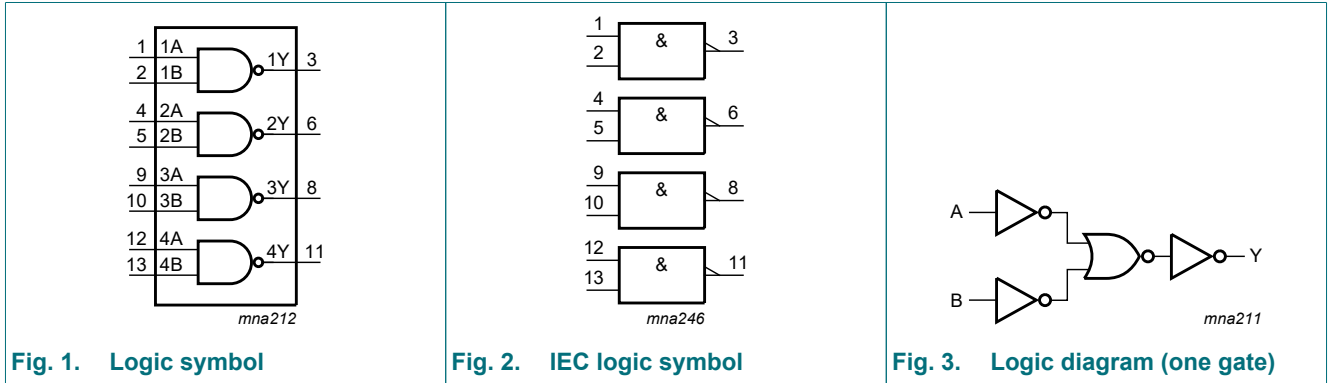 1 1A
2 1B
1Y 3
4 2A
5 2B
2Y 6
9 3A
10 3B
3Y 8
12 4A
13 4B
4Y 11
mna212
Fig. 1. Logic symbol
1
2
&
3
4
5
&
6
9
10
&
8
12
13
&
11
mna246
Fig. 2. IEC logic symbol
A
B
Y
mna211
Fig. 3. Logic diagram (one gate)